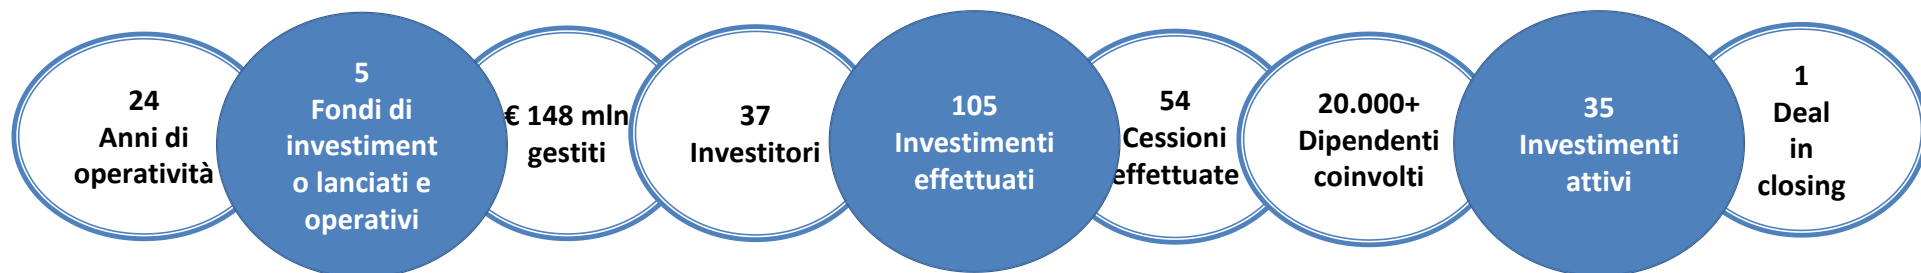 24
Anni di
operatività
5
Fondi di
investiment
o lanciati e
operativi
€ 148 mln
gestiti
37
Investitori
105
Investimenti
effettuati
54
Cessioni
effettuate
20.000+
Dipendenti
coinvolti
35
Investimenti
attivi
1
Deal
in
closing